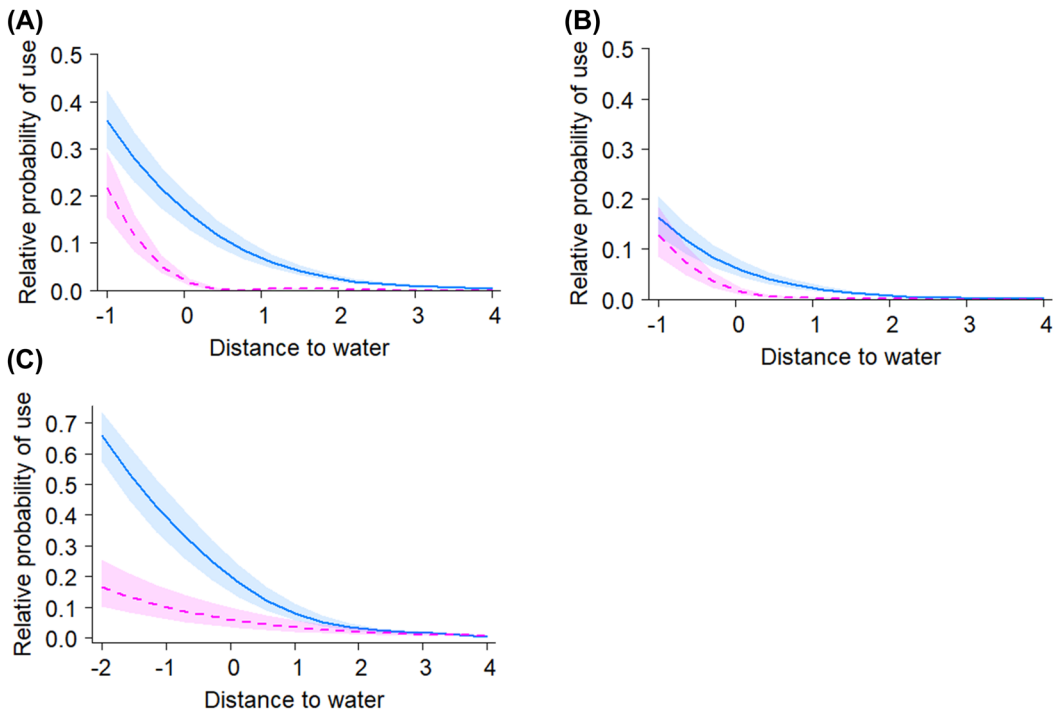 (A)
Relative probability of use
0.5
0.4
0.3
0.2
0.1
0.0
-1 0 1 2 3 4
Distance to water
(B)
Relative probability of use
0.5
0.4
0.3
0.2
0.1
0.0
-1 0 1 2 3 4
Distance to water
(C)
Relative probability of use
0.7
0.6
0.5
0.4
0.3
0.2
0.1
0.0
-2 -1 0 1 2 3 4
Distance to water